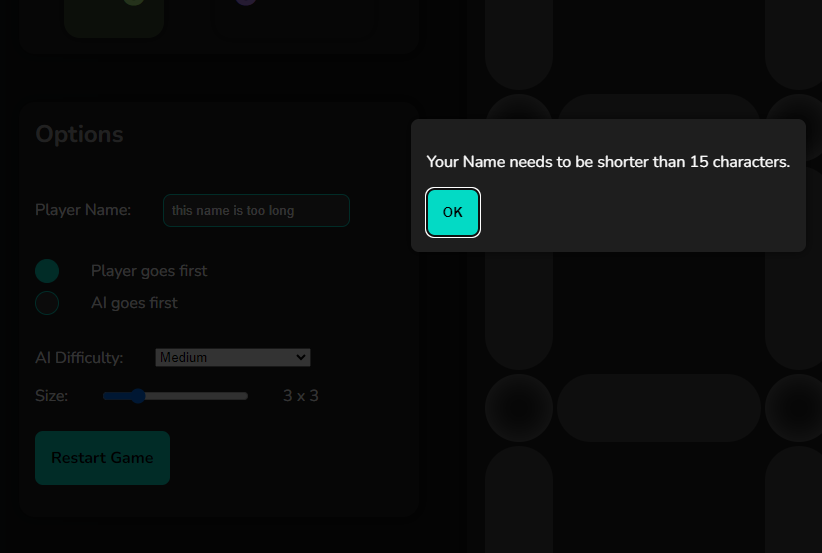 Options
Your Name needs to be shorter than 15 characters.
OK
Player Name: this name is too long
Player goes first
AI goes first
AI Difficulty: Medium
Size: 3 x 3
Restart Game